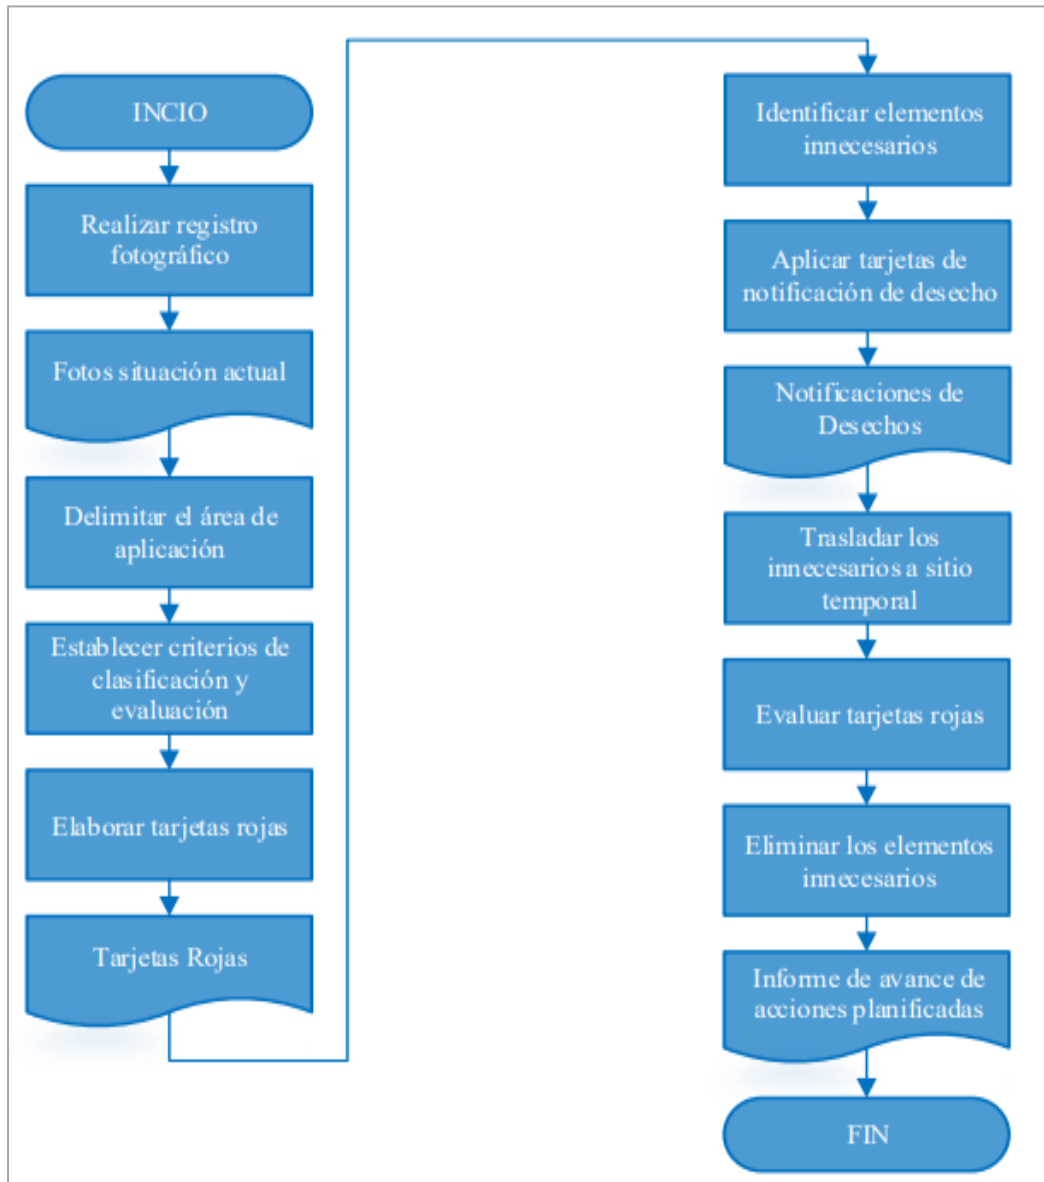 INCIO
Realizar registro
fotográfico
Fotos situación actual
Delimitar el área de
aplicación
Establecer criterios de
clasificación y
evaluación
Elaborar tarjetas rojas
Tarjetas Rojas
Identificar elementos
innecesarios
Aplicar tarjetas de
notificación de desecho
Notificaciones de
Desechos
Trasladar los
innecesarios a sitio
temporal
Evaluar tarjetas rojas
Eliminar los elementos
innecesarios
Informe de avance de
acciones planificadas
FIN